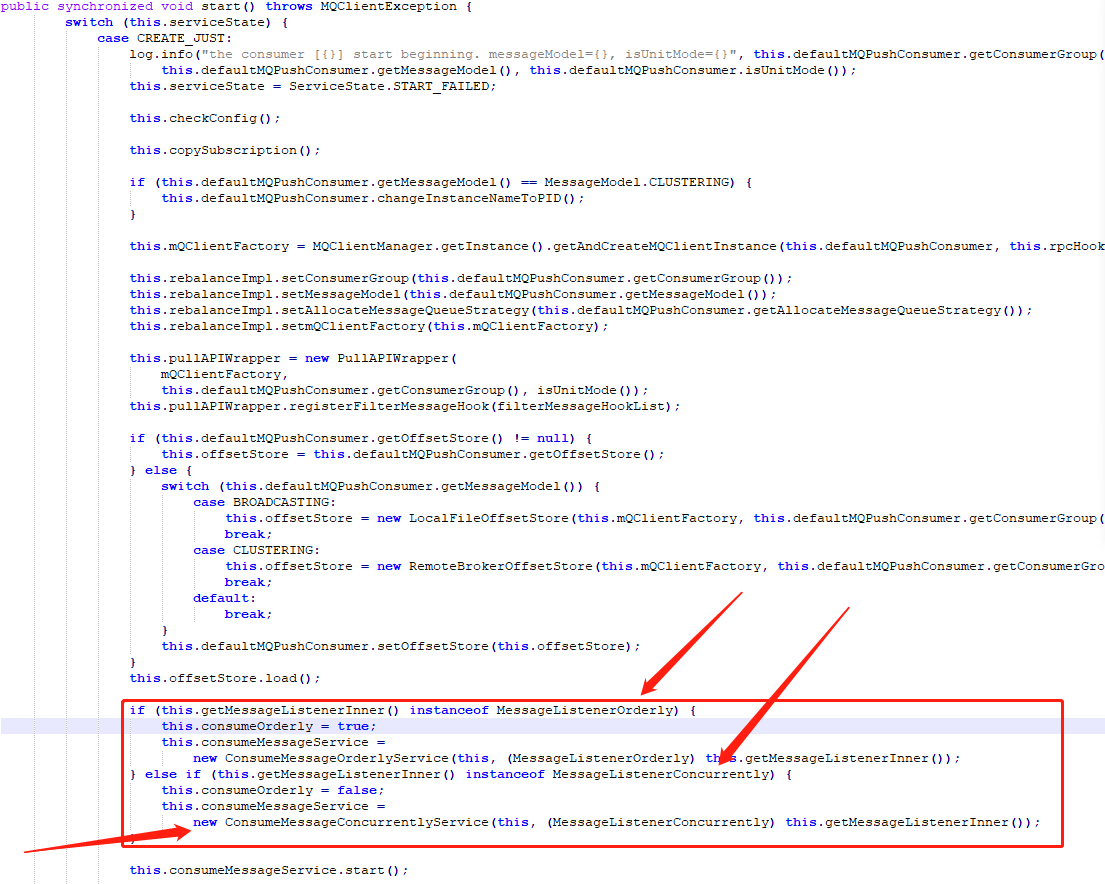 public synchronized void start() throws MQClientException {
switch (this.serviceState) {
case CREATE_JUST:
log.info("the consumer [{}] start beginning. messageModel={}, isUnitMode={}", this.defaultMQPushConsumer.getConsumerGroup(
this.defaultMQPushConsumer.getMessageModel(), this.defaultMQPushConsumer.isUnitMode());
this.serviceState = ServiceState.START_FAILED;
this.checkConfig();
this.copySubscription();
if (this.defaultMQPushConsumer.getMessageModel() == MessageModel.CLUSTERING) {
this.defaultMQPushConsumer.changeInstanceNameToPID();
}
this.mQClientFactory = MQClientManager.getInstance().getAndCreateMQClientInstance(this.defaultMQPushConsumer, this.rpcHook
this.rebalanceImpl.setConsumerGroup(this.defaultMQPushConsumer.getConsumerGroup());
this.rebalanceImpl.setMessageModel(this.defaultMQPushConsumer.getMessageModel());
this.rebalanceImpl.setAllocateMessageQueueStrategy(this.defaultMQPushConsumer.getAllocateMessageQueueStrategy());
this.rebalanceImpl.setmQClientFactory(this.mQClientFactory);
this.pullAPIWrapper = new PullAPIWrapper(
mQClientFactory,
this.defaultMQPushConsumer.getConsumerGroup(), isUnitMode());
this.pullAPIWrapper.registerFilterMessageHook(filterMessageHookList);
if (this.defaultMQPushConsumer.getOffsetStore() != null) {
this.offsetStore = this.defaultMQPushConsumer.getOffsetStore();
} else {
switch (this.defaultMQPushConsumer.getMessageModel()) {
case BROADCASTING:
this.offsetStore = new LocalFileOffsetStore(this.mQClientFactory, this.defaultMQPushConsumer.getConsumerGroup(
break;
case CLUSTERING:
this.offsetStore = new RemoteBrokerOffsetStore(this.mQClientFactory, this.defaultMQPushConsumer.getConsumerGro
break;
default:
break;
}
this.defaultMQPushConsumer.setOffsetStore(this.offsetStore);
}
this.offsetStore.load();
if (this.getMessageListenerInner() instanceof MessageListenerOrderly) {
this.consumeOrderly = true;
this.consumeMessageService =
new ConsumeMessageOrderlyService(this, (MessageListenerOrderly) this.getMessageListenerInner());
} else if (this.getMessageListenerInner() instanceof MessageListenerConcurrently) {
this.consumeOrderly = false;
this.consumeMessageService =
new ConsumeMessageConcurrentlyService(this, (MessageListenerConcurrently) this.getMessageListenerInner());
}
this.consumeMessageService.start();